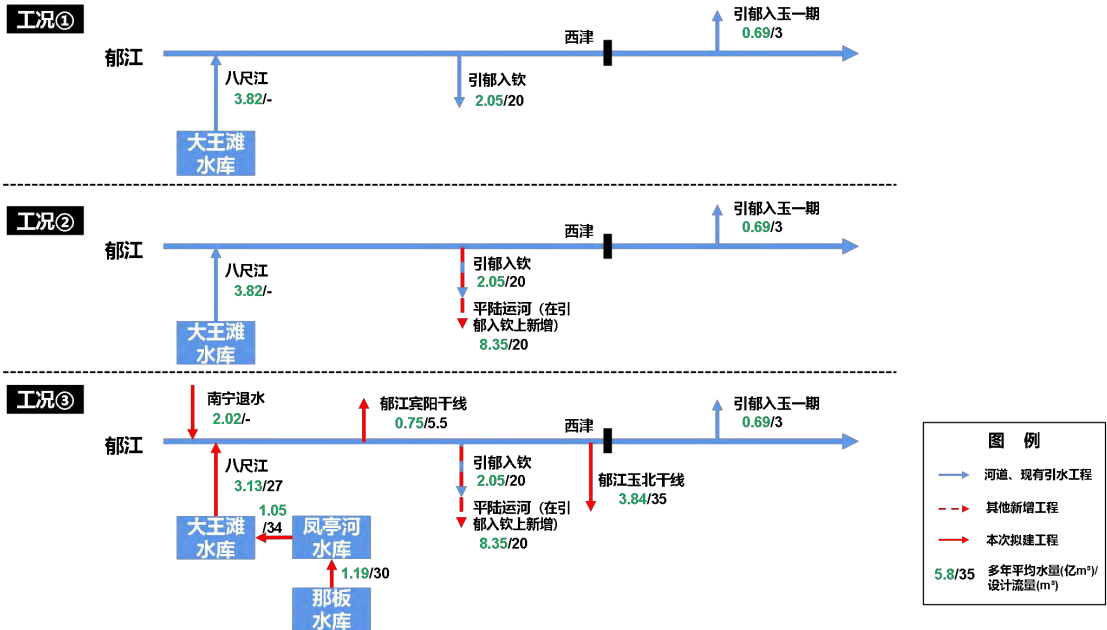 工况①
郁江
八尺江
3.82/-
大王滩
水库
引郁入钦
2.05/20
西津
引郁入玉一期
0.69/3
工况②
郁江
八尺江
3.82/-
大王滩
水库
引郁入钦
2.05/20
平陆运河（在引
郁入钦上新增）
8.35/20
西津
引郁入玉一期
0.69/3
工况③
郁江
南宁退水
2.02/-
八尺江
3.13/27
大王滩
水库
1.05
/34
凤亭河
水库
1.19/30
那板
水库
郁江宾阳干线
0.75/5.5
引郁入钦
2.05/20
平陆运河（在引
郁入钦上新增）
8.35/20
西津
郁江玉北干线
3.84/35
引郁入玉一期
0.69/3
图 例
河道、现有引水工程
其他新增工程
本次拟建工程
5.8/35
多年平均水量(亿m³)/
设计流量(m³)